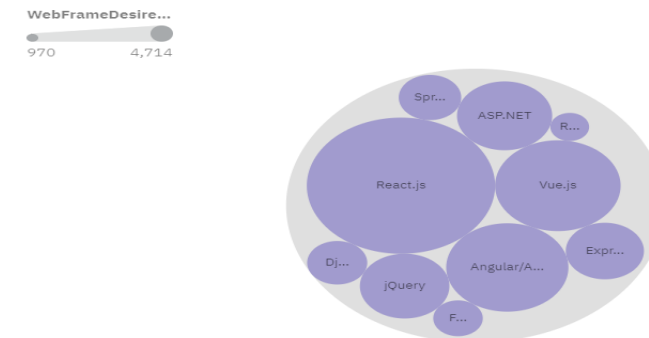 WebFrameDesire...
970 4,714
Spr...
ASP.NET
R...
React.js
Vue.js
Expr...
Dj...
Angular/A...
jQuery
F...